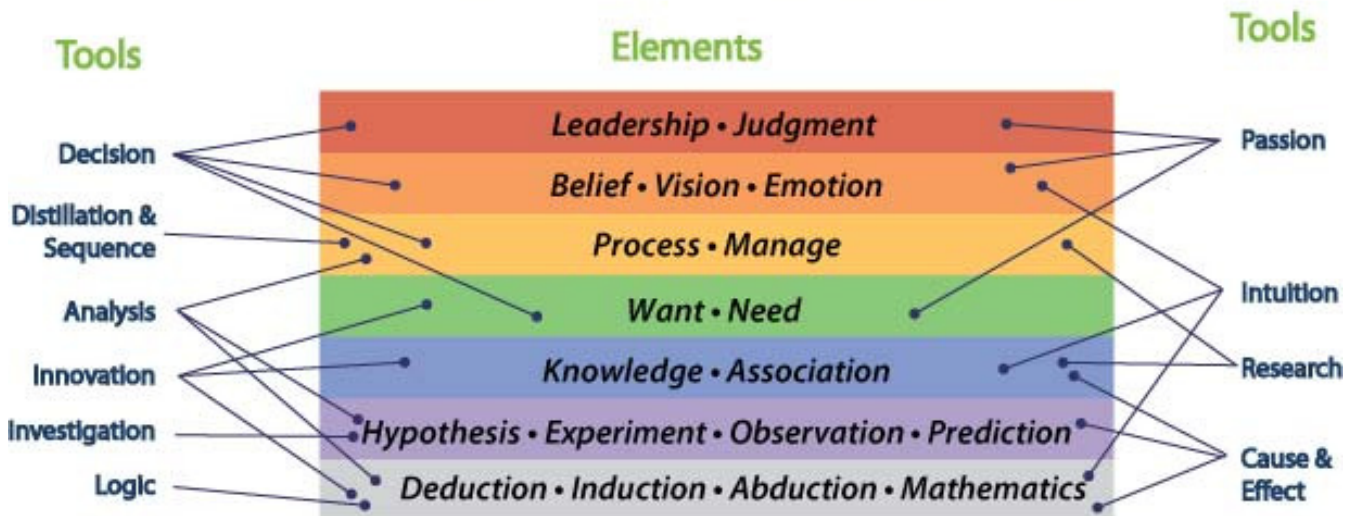 Tools
Elements
Tools
Leadership • Judgment
Decision
Passion
Belief • Vision • Emotion
Distillation &
Sequence
Process • Manage
Analysis
Want • Need
Intuition
Innovation
Knowledge • Association
Research
Investigation
Hypothesis • Experiment • Observation • Prediction
Cause &
Effect
Logic
Deduction • Induction • Abduction • Mathematics